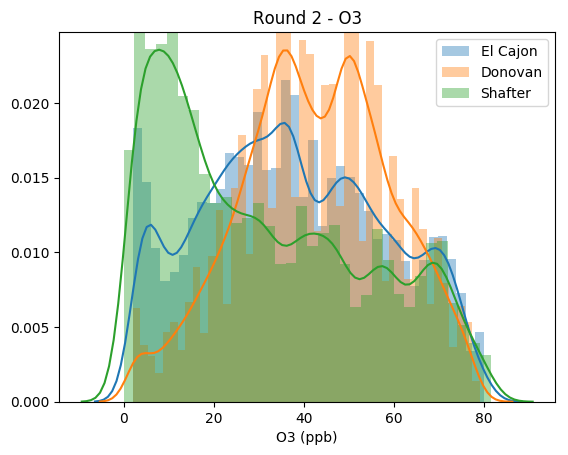 Round 2 - O3
El Cajon
Donovan
Shafter
0.020
0.015
0.010
0.005
0.000
0 20 40 60 80
O3 (ppb)